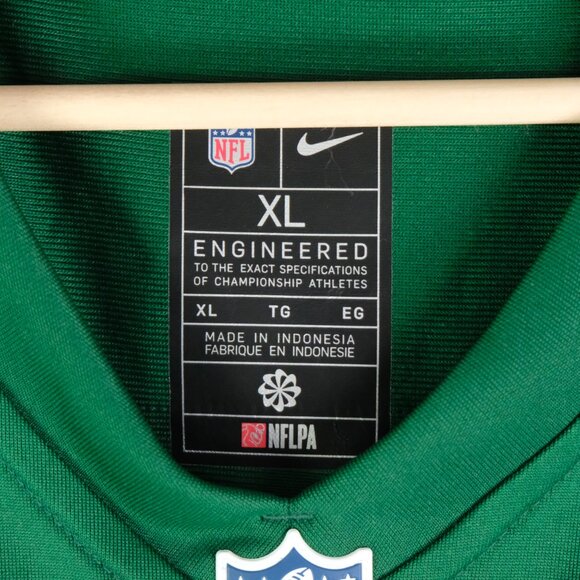 NFL
XL
ENGINEERED
TO THE EXACT SPECIFICATIONS
OF CHAMPIONSHIP ATHLETES
XL TG EG
MADE IN INDONESIA
FABRIQUE EN INDONESIE
NFLPA